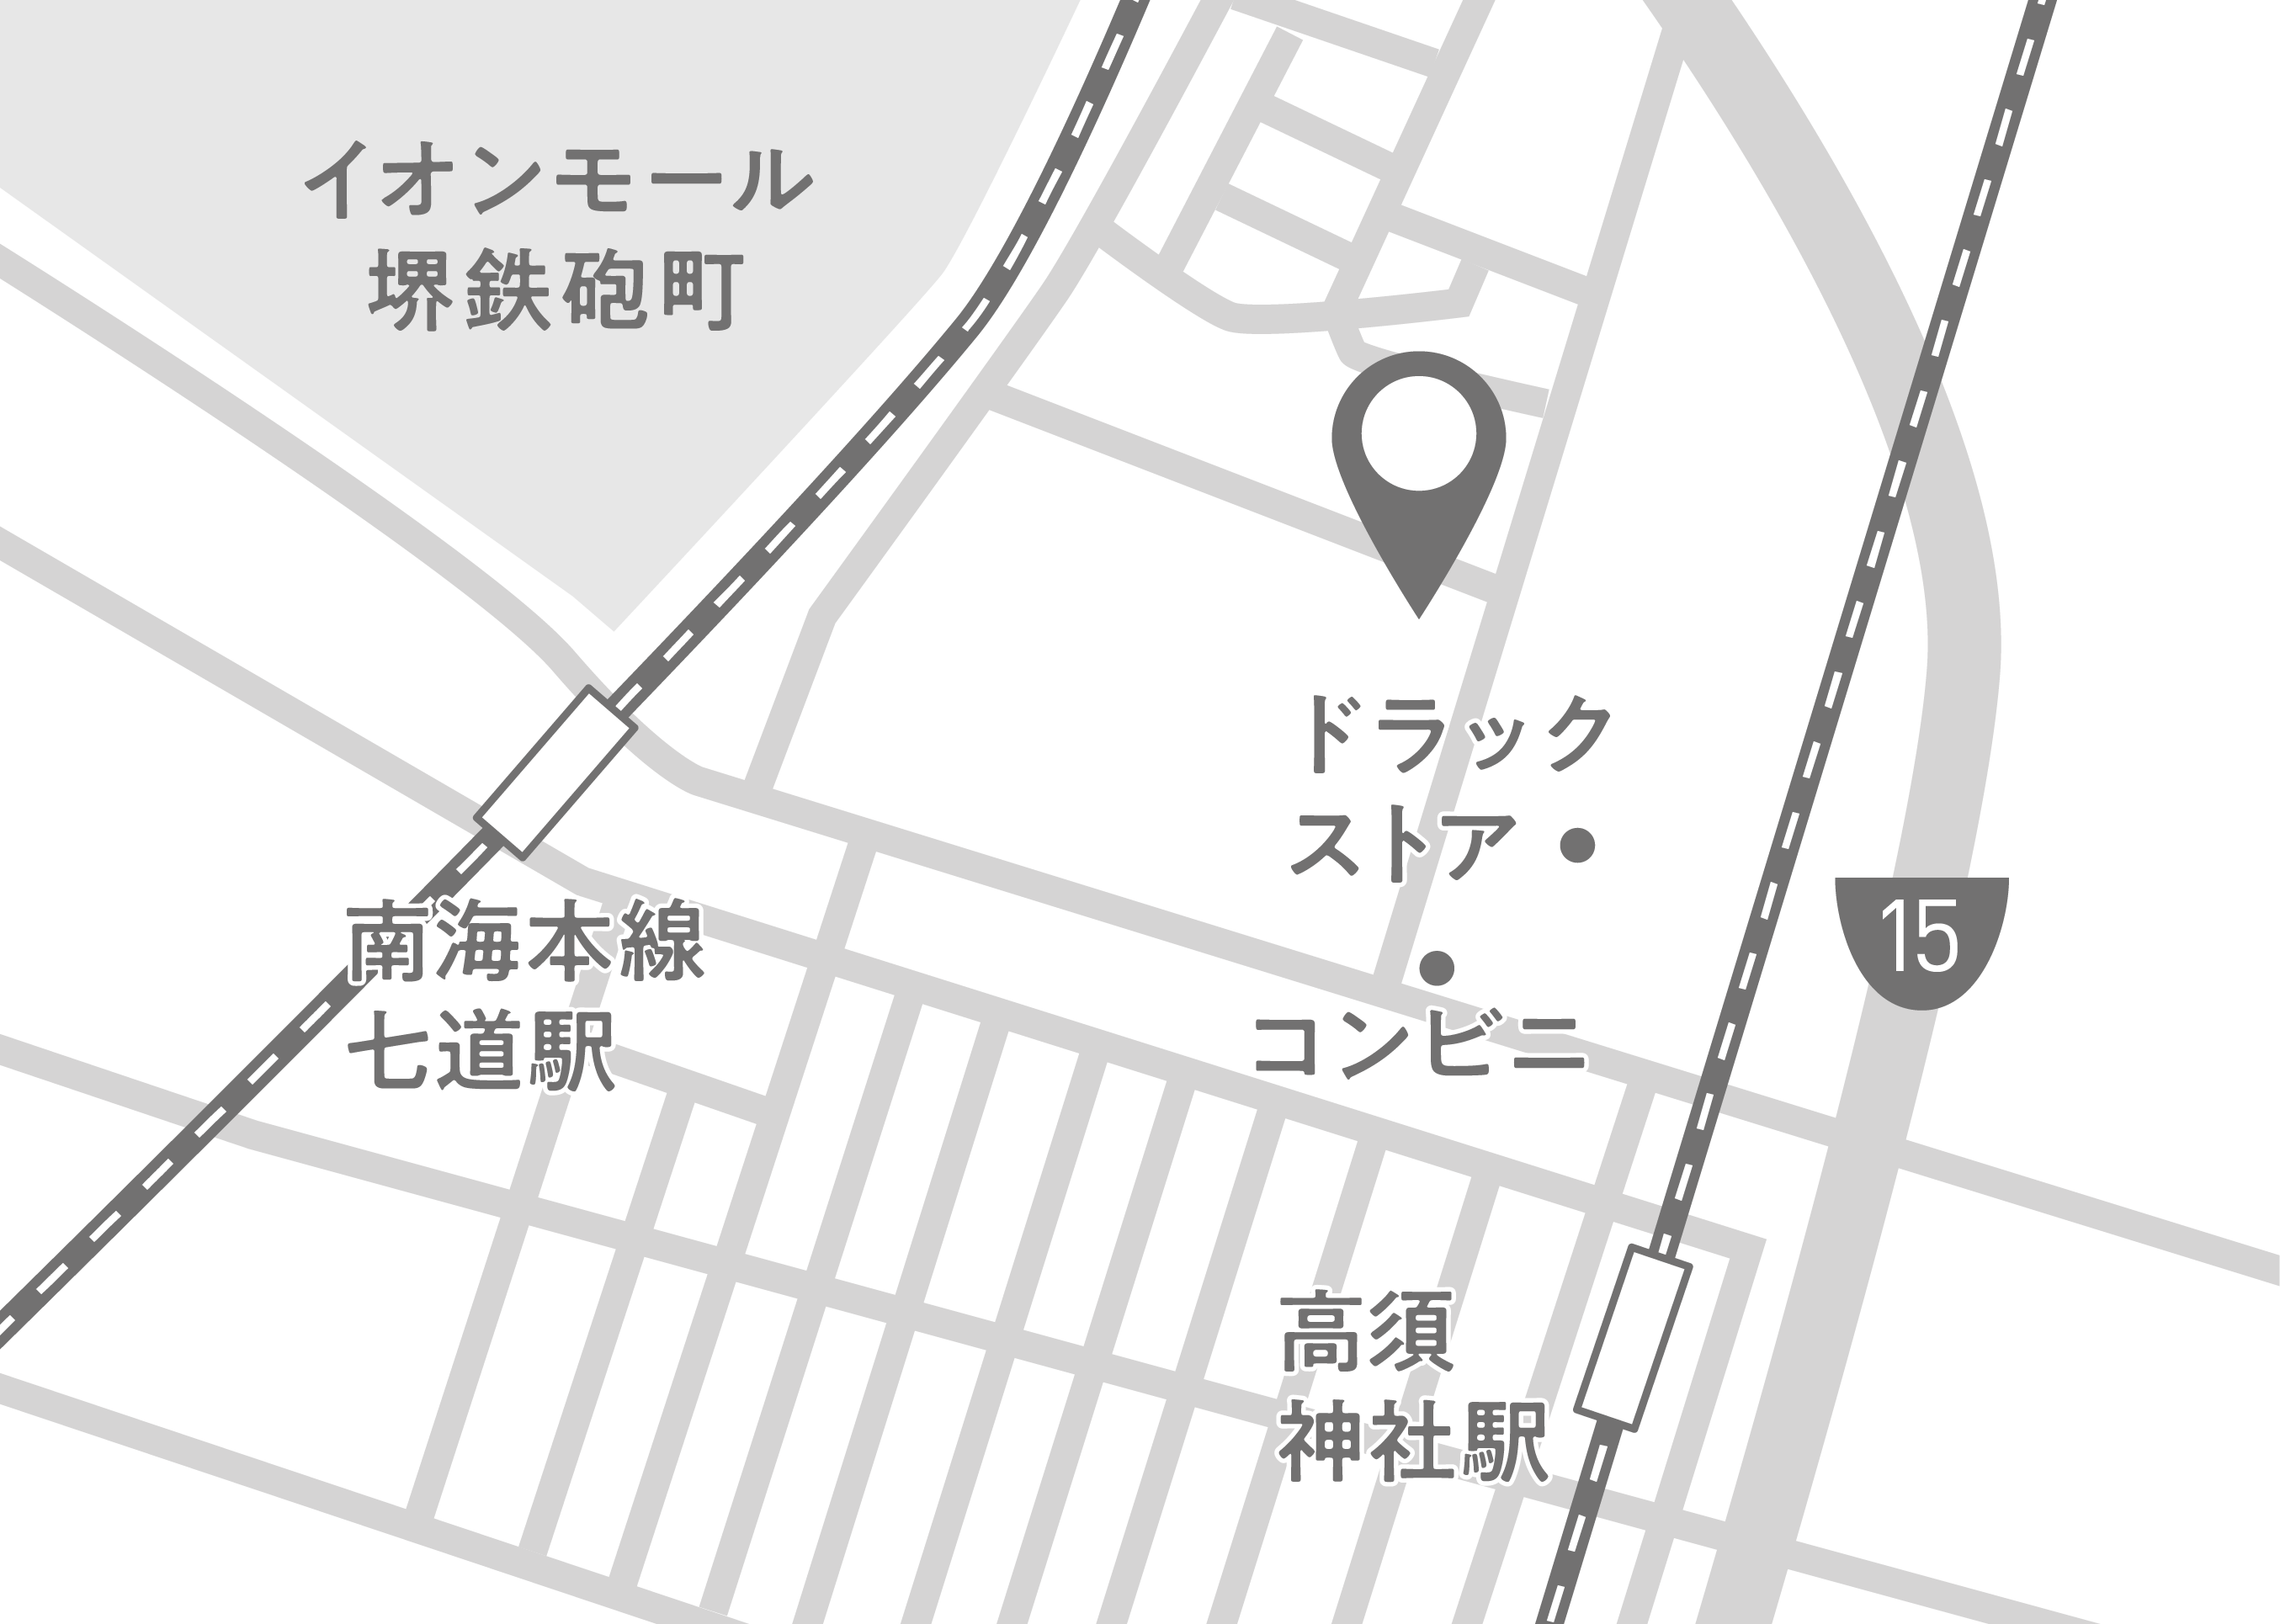 イオンモール
堺鉄砲町
ドラック
ストア
15
南海本線
七道駅
コンビニ
高須
神社駅